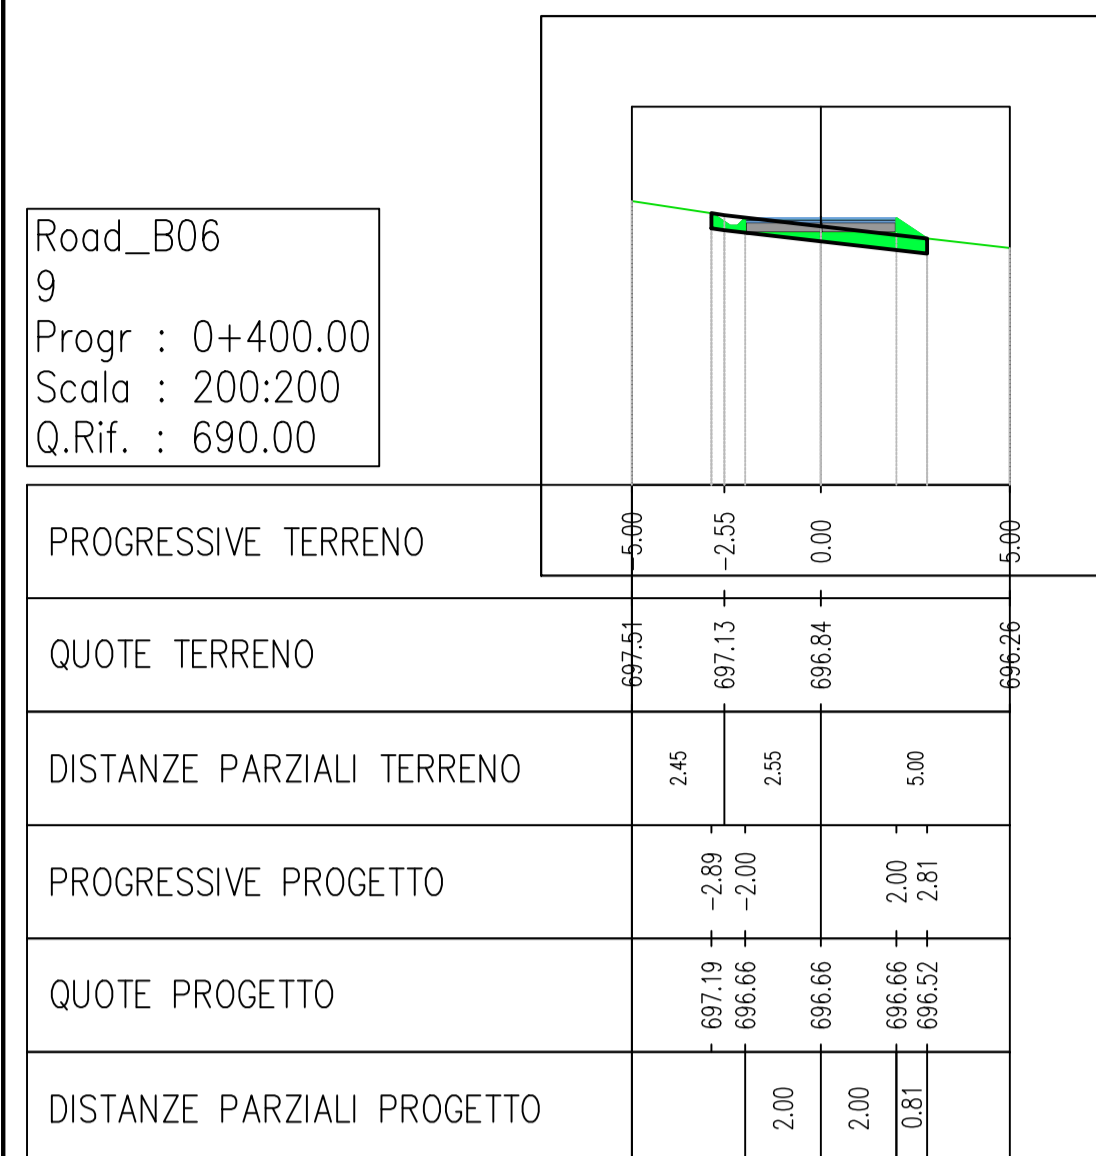 Road_B06
9
Progr : 0+400.00
Scala : 200:200
Q.Rif. : 690.00
PROGRESSIVE TERRENO -5.00 -2.55 0.00 5.00
QUOTE TERRENO 697.51 697.13 696.84 696.26
DISTANZE PARZIALI TERRENO 2.45 2.55 5.00
PROGRESSIVE PROGETTO -2.89 -2.00 2.00 2.81
QUOTE PROGETTO 697.19 696.66 696.66 696.66 696.52
DISTANZE PARZIALI PROGETTO 2.00 2.00 0.81